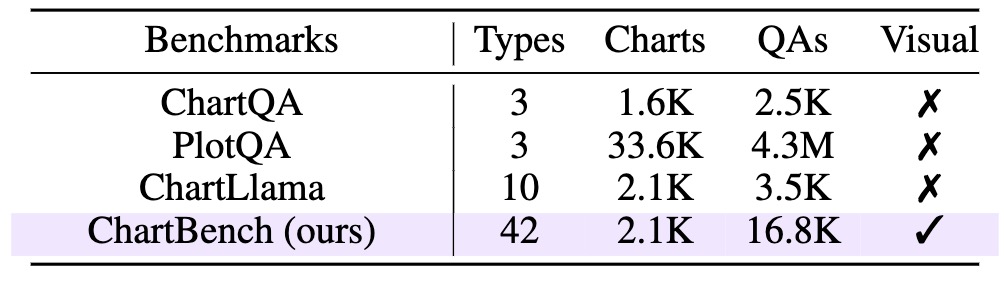 Benchmarks Types Charts QAs Visual
ChartQA 3 1.6K 2.5K ✗
PlotQA 3 33.6K 4.3M ✗
ChartLlama 10 2.1K 3.5K ✗
ChartBench (ours) 42 2.1K 16.8K ✓